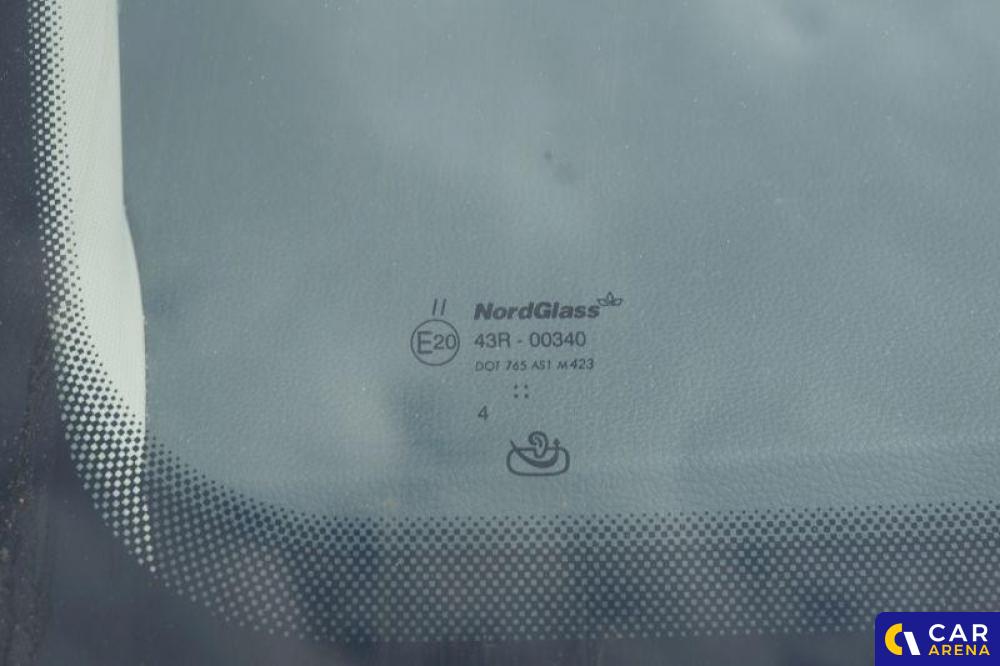 II
NordGlass
E20
43R - 00340
DOT 765 AS1 M423
4
CAR
ARENA